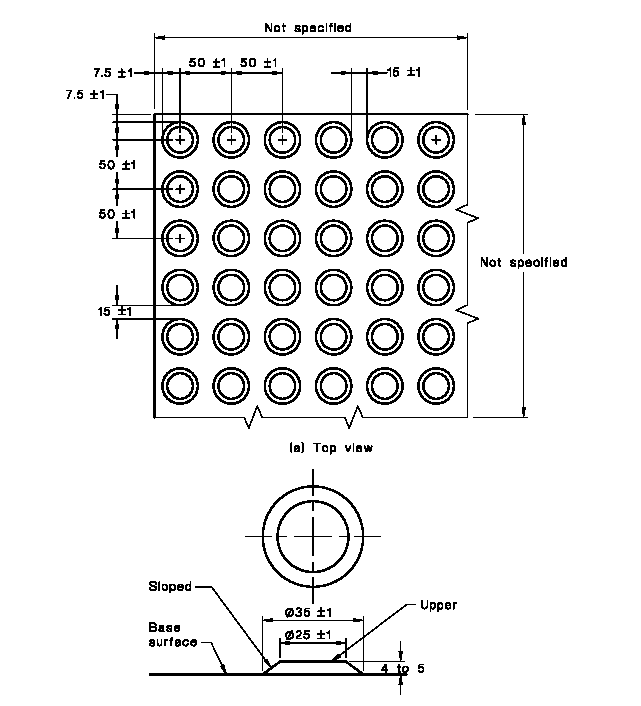 Not specified
50 ±1 50 ±1
7.5 ±1 15 ±1
7.5 ±1
50 ±1
50 ±1
Not specified
15 ±1
(a) Top view
Sloped
Ø35 ±1
Upper
Base
surface
Ø25 ±1
4 to 5